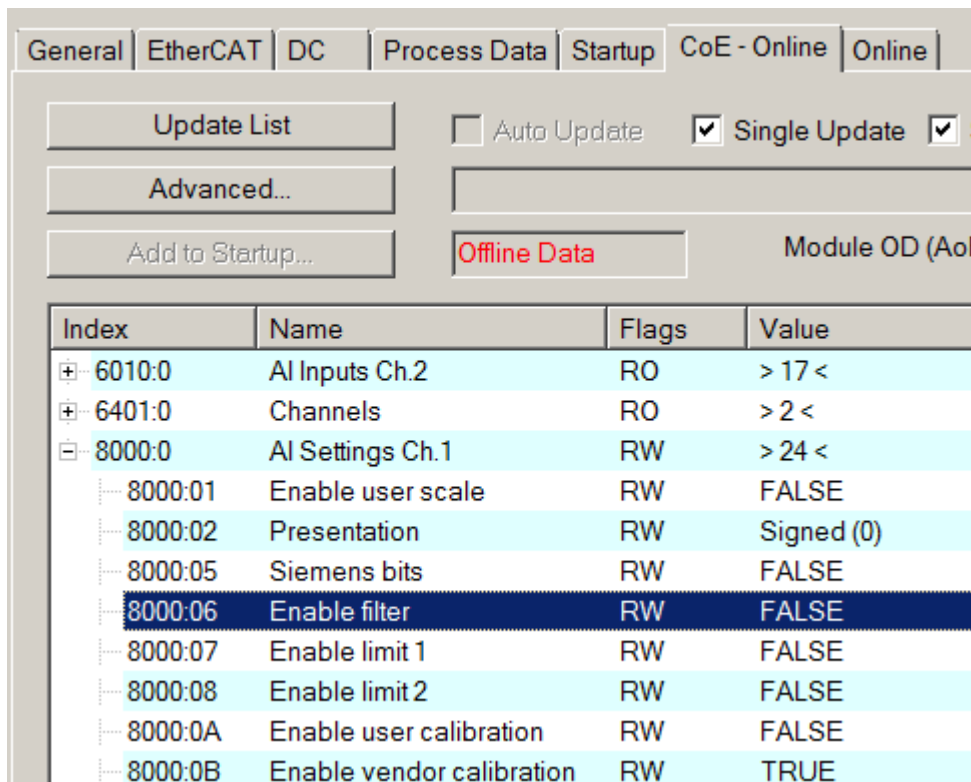 General EtherCAT DC Process Data Startup CoE - Online Online
Update List Auto Update Single Update
Advanced...
Add to Startup... Offline Data Module OD (AoE
Index Name Flags Value
6010:0 AI Inputs Ch.2 RO > 17 <
6401:0 Channels RO > 2 <
8000:0 AI Settings Ch.1 RW > 24 <
8000:01 Enable user scale RW FALSE
8000:02 Presentation RW Signed (0)
8000:05 Siemens bits RW FALSE
8000:06 Enable filter RW FALSE
8000:07 Enable limit 1 RW FALSE
8000:08 Enable limit 2 RW FALSE
8000:0A Enable user calibration RW FALSE
8000:0B Enable vendor calibration RW TRUE